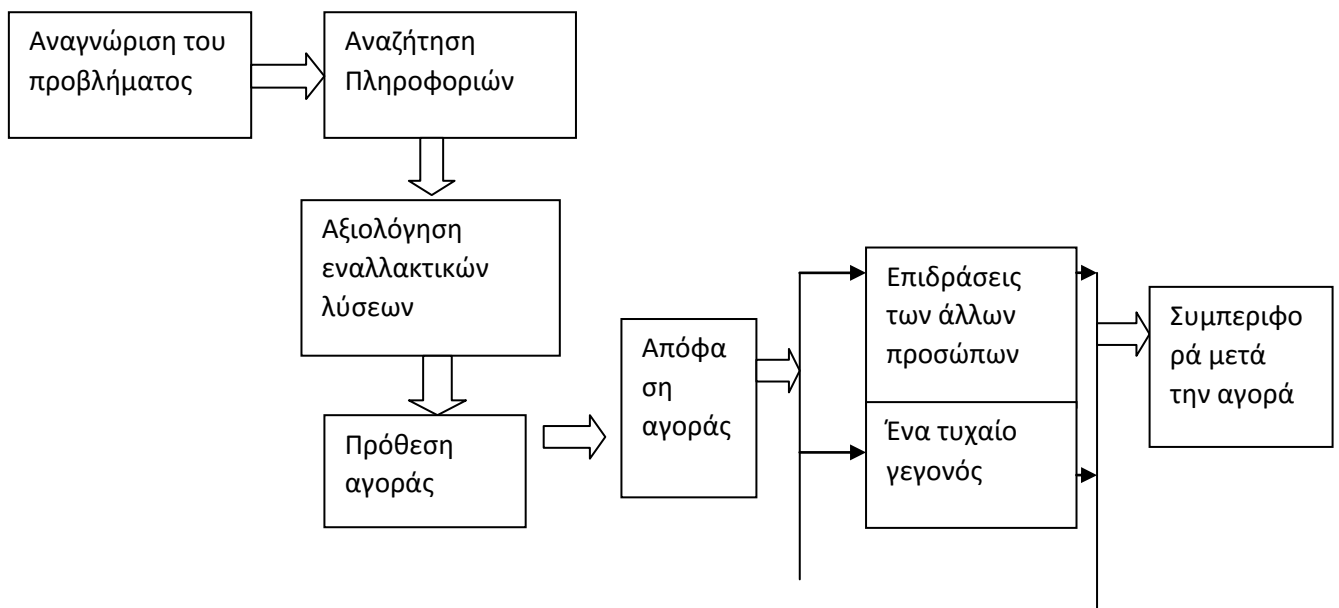 Αναγνώριση του
προβλήματος
Αναζήτηση
Πληροφοριών
Αξιολόγηση
εναλλακτικών
λύσεων
Πρόθεση
αγοράς
Απόφα
ση
αγοράς
Επιδράσεις
των άλλων
προσώπων
Ένα τυχαίο
γεγονός
Συμπεριφο
ρά μετά
την αγορά